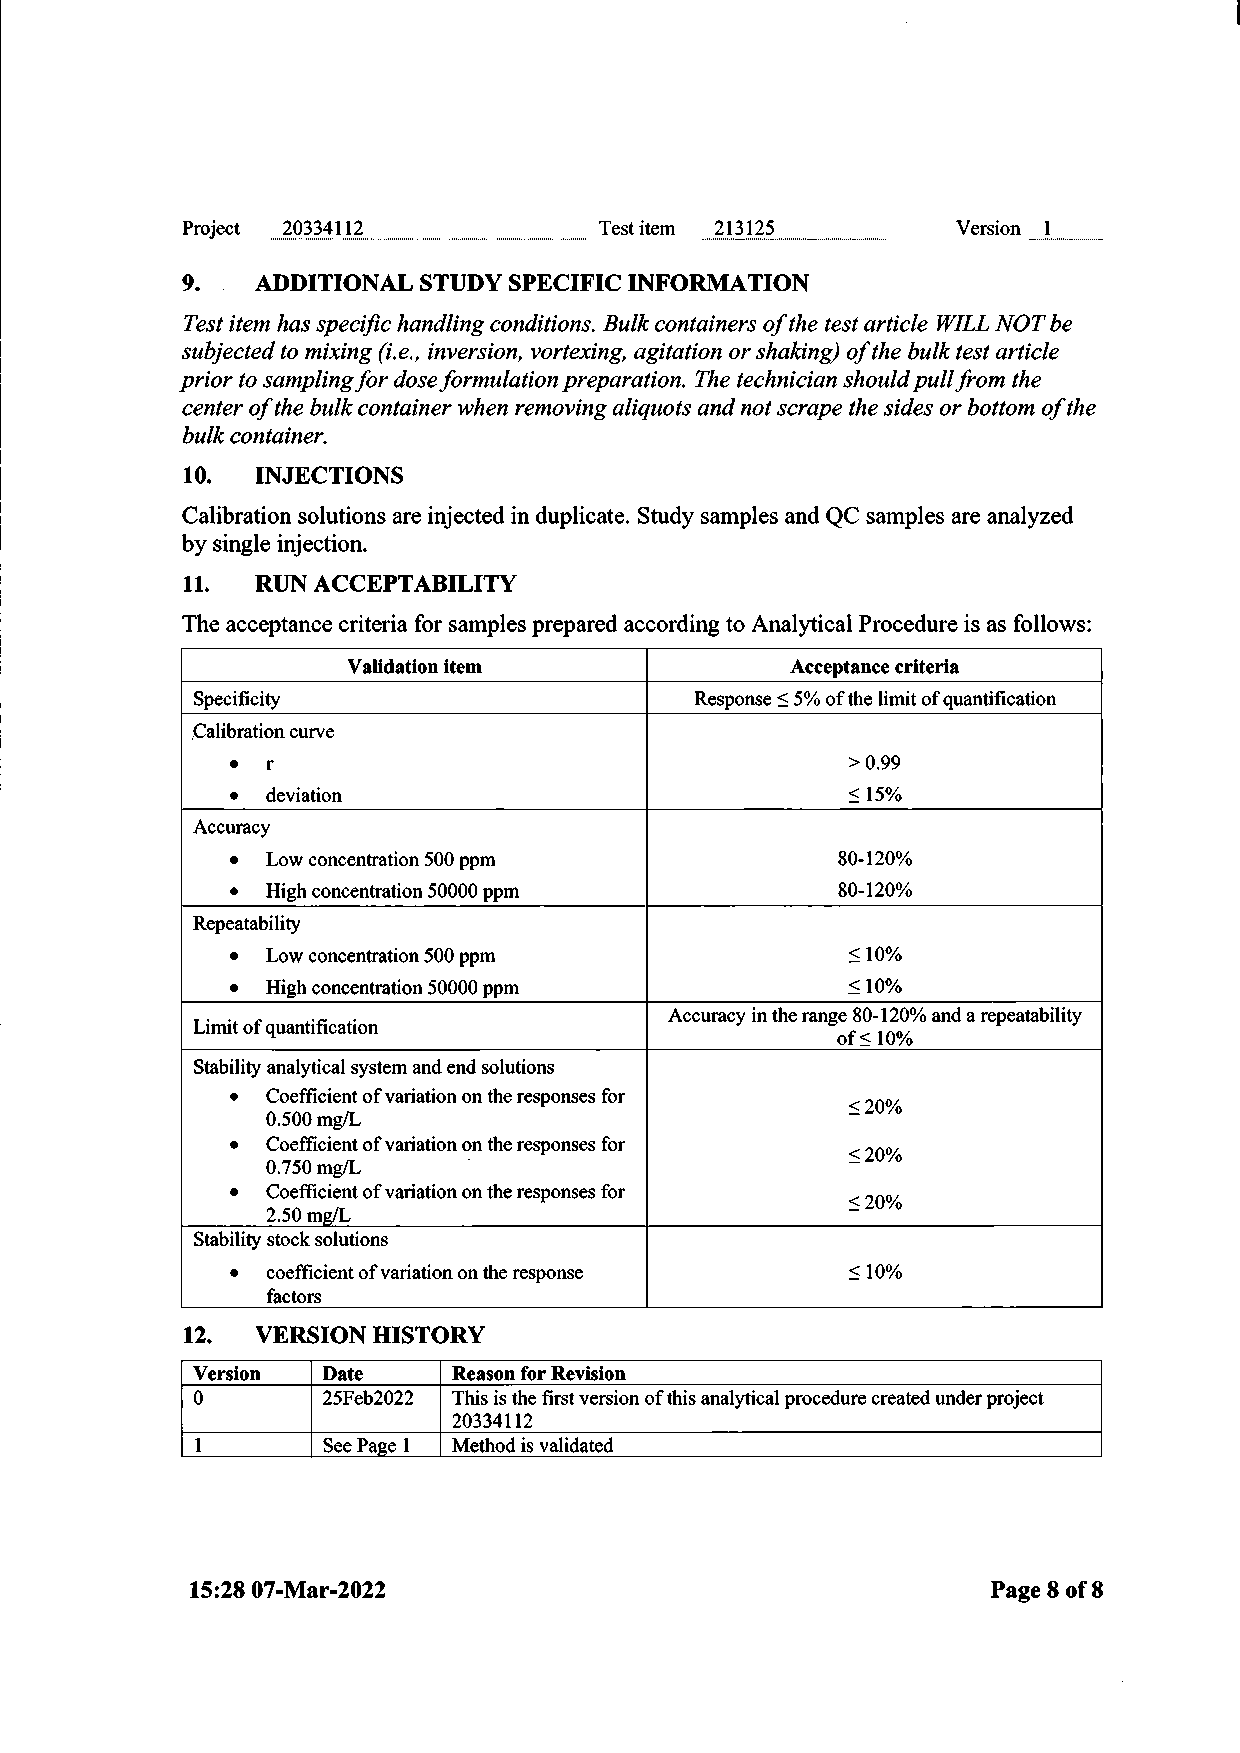 Project 20334112 Test item 213125 Version 1
9. ADDITIONAL STUDY SPECIFIC INFORMATION
Test item has specific handling conditions. Bulk containers of the test article WILL NOT be
subjected to mixing (i.e., inversion, vortexing, agitation or shaking) of the bulk test article
prior to sampling for dose formulation preparation. The technician should pull from the
center of the bulk container when removing aliquots and not scrape the sides or bottom of the
bulk container.
10. INJECTIONS
Calibration solutions are injected in duplicate. Study samples and QC samples are analyzed
by single injection.
11. RUN ACCEPTABILITY
The acceptance criteria for samples prepared according to Analytical Procedure is as follows:
Validation item Acceptance criteria
Specificity Response ≤ 5% of the limit of quantification
Calibration curve
• r > 0.99
• deviation ≤ 15%
Accuracy
• Low concentration 500 ppm 80-120%
• High concentration 50000 ppm 80-120%
Repeatability
• Low concentration 500 ppm ≤ 10%
• High concentration 50000 ppm ≤ 10%
Limit of quantification Accuracy in the range 80-120% and a repeatability
of ≤ 10%
Stability analytical system and end solutions
• Coefficient of variation on the responses for
0.500 mg/L ≤ 20%
• Coefficient of variation on the responses for
0.750 mg/L ≤ 20%
• Coefficient of variation on the responses for
2.50 mg/L ≤ 20%
Stability stock solutions
• coefficient of variation on the response ≤ 10%
factors
12. VERSION HISTORY
Version Date Reason for Revision
0 25Feb2022 This is the first version of this analytical procedure created under project
20334112
1 See Page 1 Method is validated
15:28 07-Mar-2022 Page 8 of 8